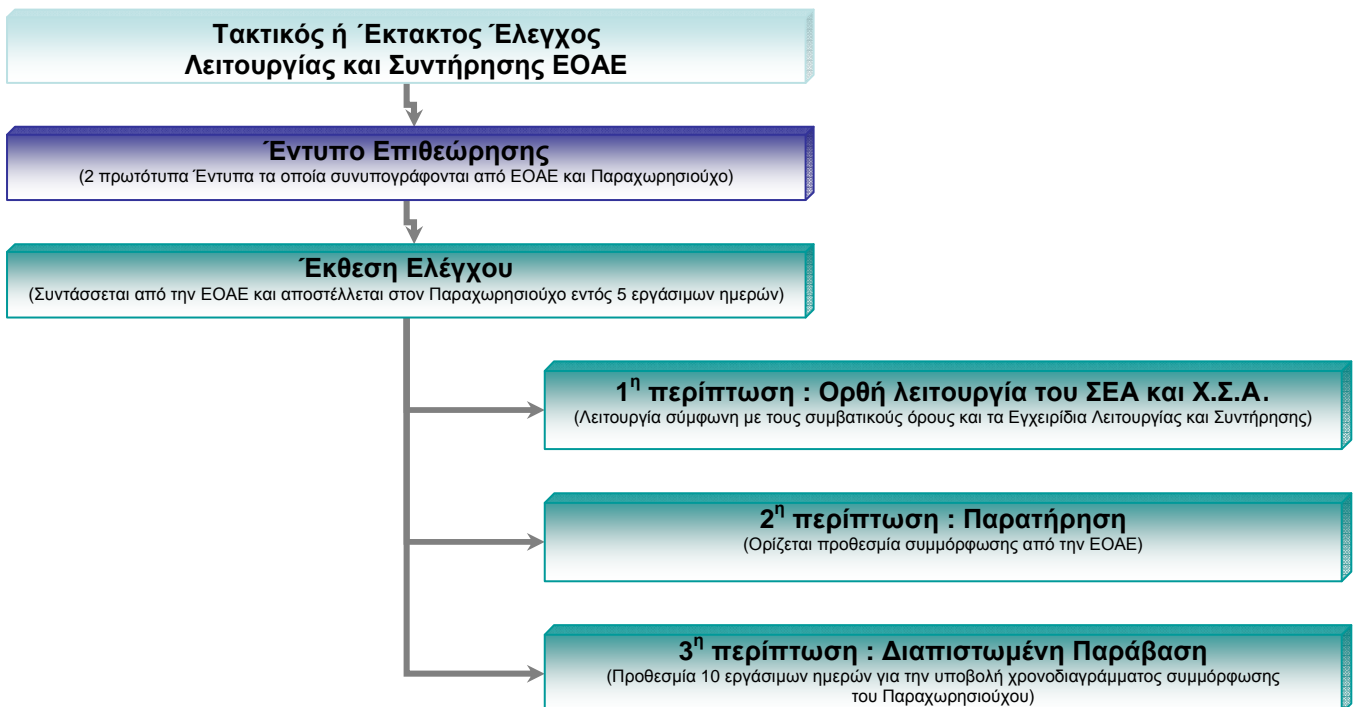 Τακτικός ή Έκτακτος Έλεγχος
Λειτουργίας και Συντήρησης ΕΟΑΕ
Έντυπο Επιθεώρησης
(2 πρωτότυπα Έντυπα τα οποία συνυπογράφονται από ΕΟΑΕ και Παραχωρησιούχο)
Έκθεση Ελέγχου
(Συντάσσεται από την ΕΟΑΕ και αποστέλλεται στον Παραχωρησιούχο εντός 5 εργάσιμων ημερών)
1η περίπτωση : Ορθή λειτουργία του ΣΕΑ και Χ.Σ.Α.
(Λειτουργία σύμφωνη με τους συμβατικούς όρους και τα Εγχειρίδια Λειτουργίας και Συντήρησης)
2η περίπτωση : Παρατήρηση
(Ορίζεται προθεσμία συμμόρφωσης από την ΕΟΑΕ)
3η περίπτωση : Διαπιστωμένη Παράβαση
(Προθεσμία 10 εργάσιμων ημερών για την υποβολή χρονοδιαγράμματος συμμόρφωσης
του Παραχωρησιούχου)